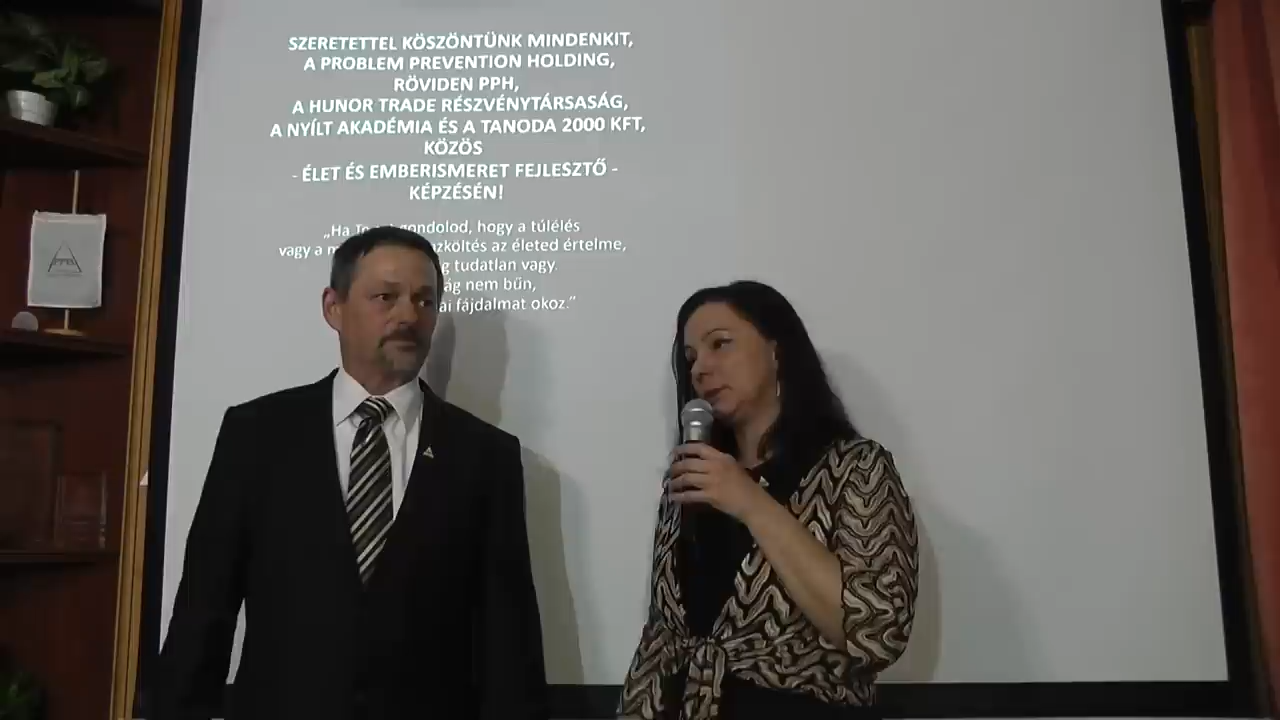 SZERETETTEL KÖSZÖNTÜNK MINDENKIT,
A PROBLEM PREVENTION HOLDING,
RÖVIDEN PPH,
A HUNOR TRADE RÉSZVÉNYTÁRSASÁG,
A NYÍLT AKADÉMIA ÉS A TANODA 2000 KFT,
KÖZÖS
- ÉLET ÉS EMBERISMERET FEJLESZTŐ -
KÉPZÉSÉN!
„Ha gondolod, hogy a túlélés
vagy a az életed értelme,
tudatlan vagy.
nem bűn,
fájdalmat okoz.”